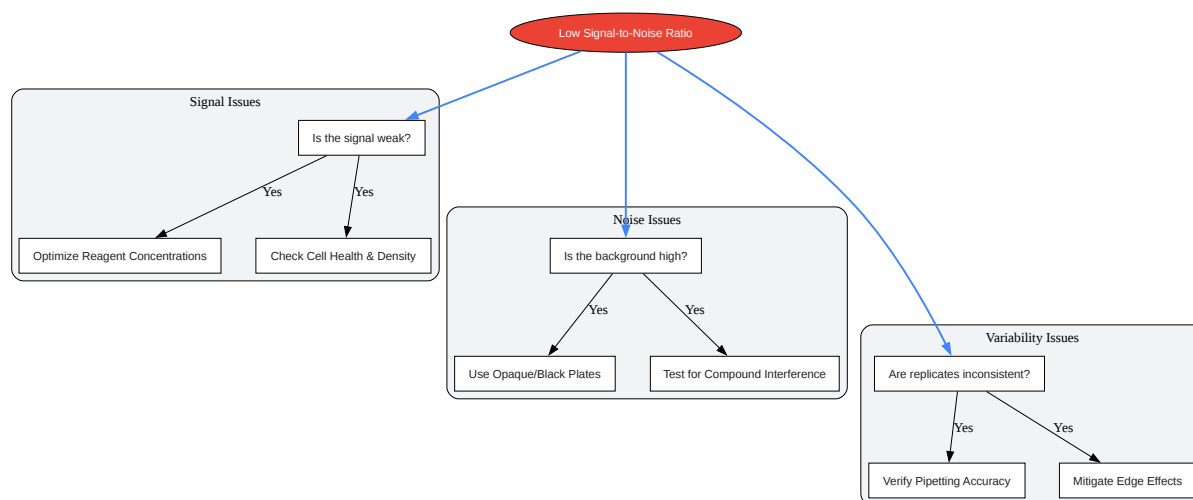 Low Signal-to-Noise Ratio
Signal Issues
Is the signal weak?
Yes
Yes
Optimize Reagent Concentrations
Check Cell Health & Density
Noise Issues
Is the background high?
Yes
Yes
Use Opaque/Black Plates
Test for Compound Interference
Variability Issues
Are replicates inconsistent?
Yes
Yes
Verify Pipetting Accuracy
Mitigate Edge Effects